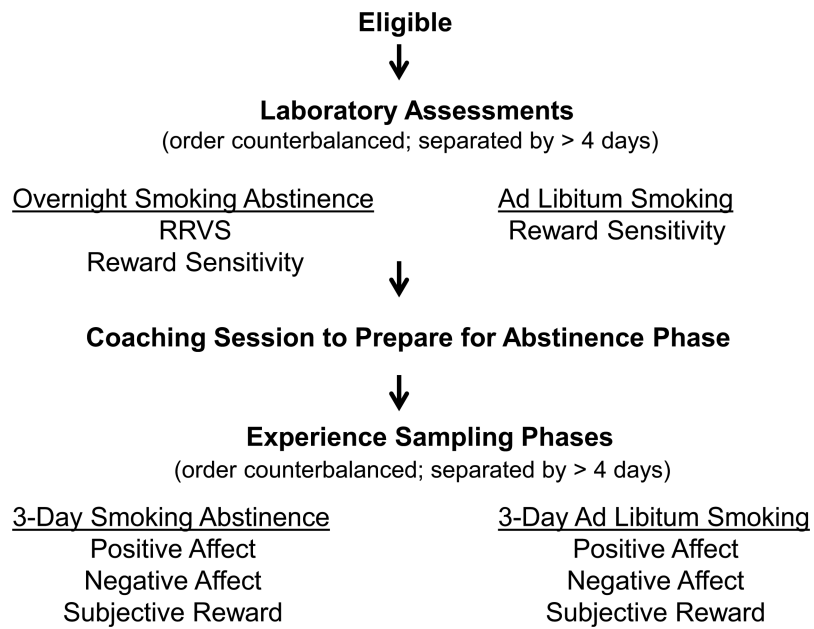 Eligible
Laboratory Assessments
(order counterbalanced; separated by > 4 days)
Overnight Smoking Abstinence
RRVS
Reward Sensitivity
Ad Libitum Smoking
Reward Sensitivity
Coaching Session to Prepare for Abstinence Phase
Experience Sampling Phases
(order counterbalanced; separated by > 4 days)
3-Day Smoking Abstinence
Positive Affect
Negative Affect
Subjective Reward
3-Day Ad Libitum Smoking
Positive Affect
Negative Affect
Subjective Reward